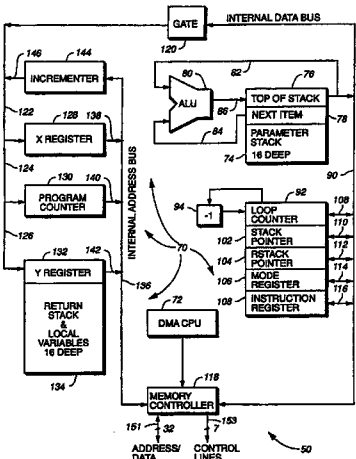 GATE
INTERNAL DATA BUS
120
146
144
INCREMENTER
80
62
76
122
128
138
ALU
86
TOP OF STACK
X REGISTER
NEXT ITEM
78
84
124
PARAMETER
STACK
16 DEEP
74
130
140
PROGRAM
COUNTER
INTERNAL ADDRESS BUS
90
92
94
-1
LOOP
COUNTER
108
126
102
STACK
POINTER
110
132
142
70
104
RSTACK
POINTER
112
Y REGISTER
106
MODE
REGISTER
114
136
RETURN
STACK
&
LOCAL
VARIABLES
16 DEEP
72
108
INSTRUCTION
REGISTER
116
DMA CPU
134
118
MEMORY
CONTROLLER
151
32
153
7
ADDRESS/
DATA
CONTROL
LINES
50